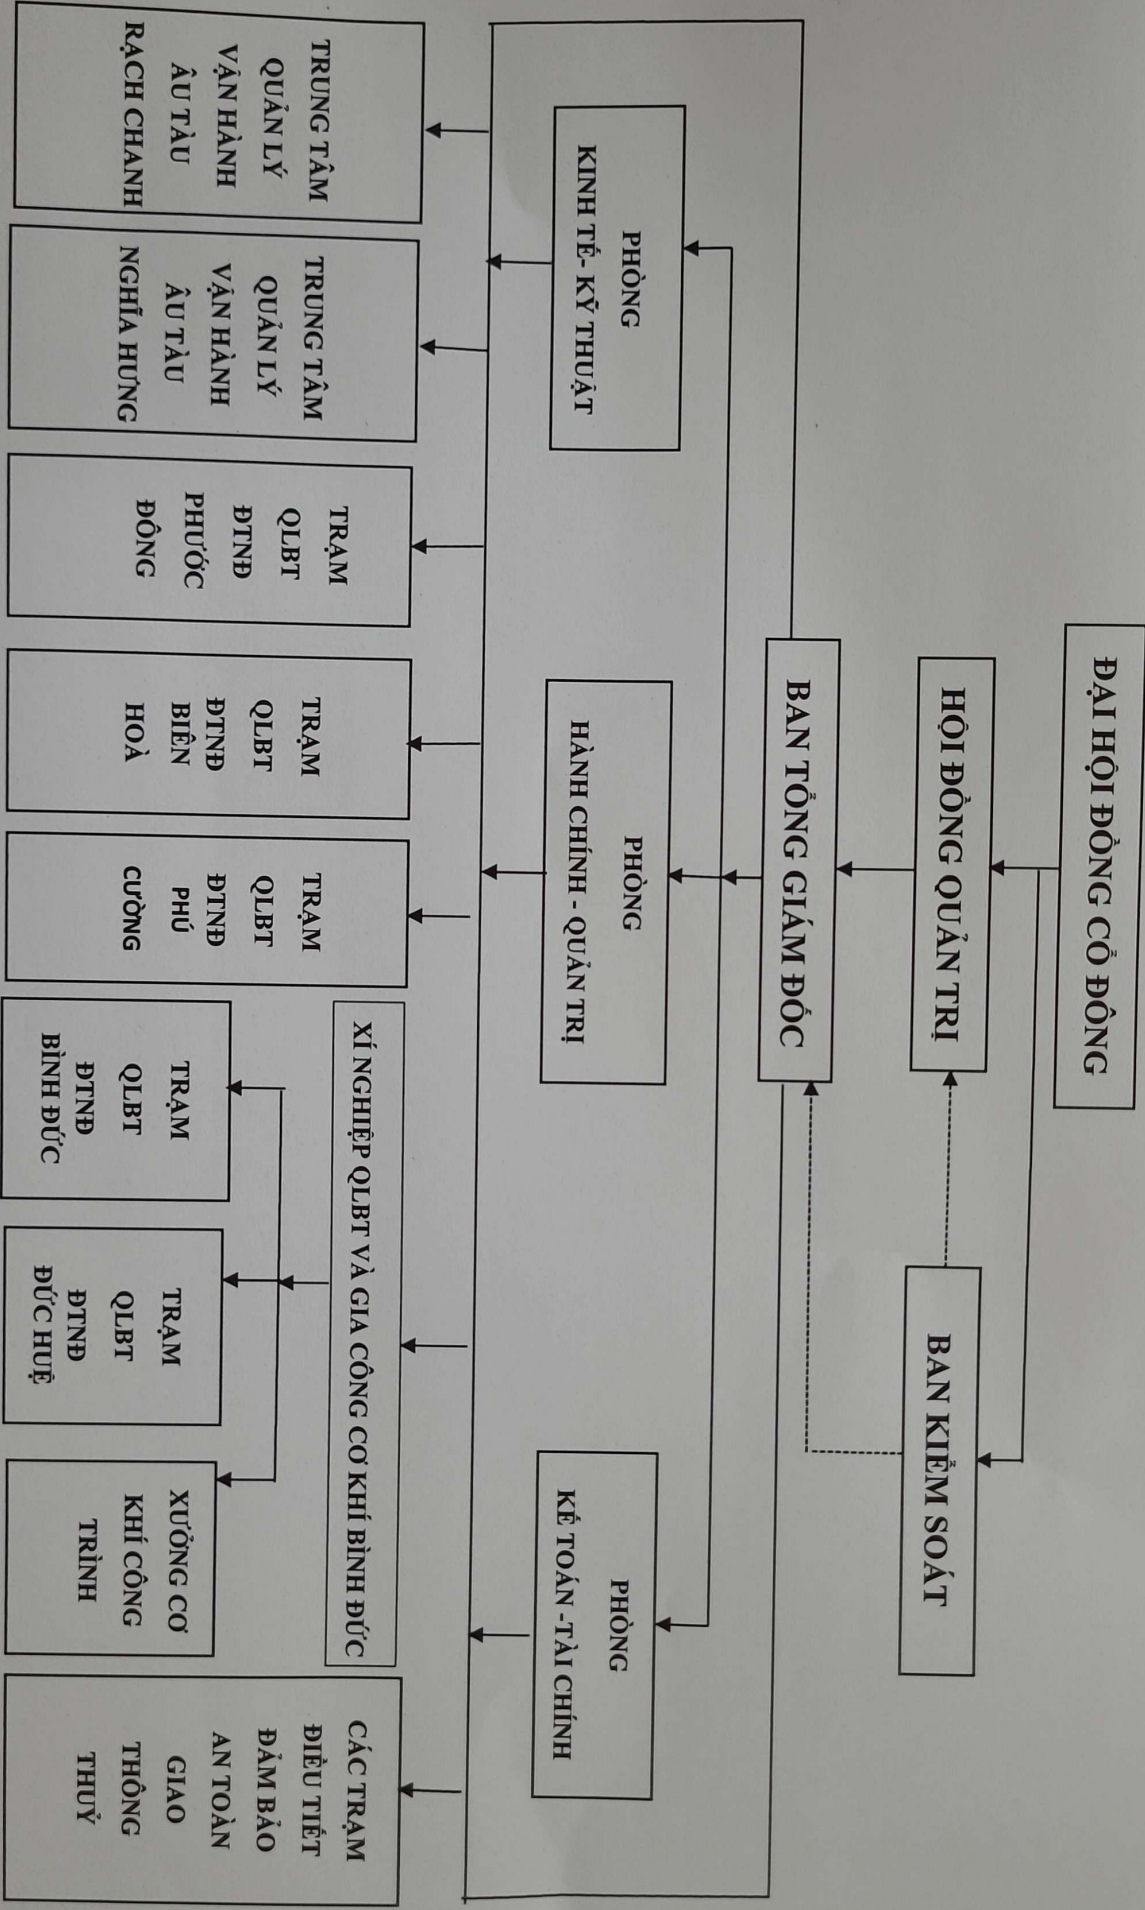 ĐẠI HỘI ĐỒNG CỔ ĐÔNG
HỘI ĐỒNG QUẢN TRỊ
BAN KIỂM SOÁT
BAN TỔNG GIÁM ĐỐC
PHÒNG
KINH TẾ- KỸ THUẬT
PHÒNG
HÀNH CHÍNH - QUẢN TRỊ
PHÒNG
KẾ TOÁN -TÀI CHÍNH
TRUNG TÂM
QUẢN LÝ
VẬN HÀNH
ÂU TÀU
RẠCH CHANH
TRUNG TÂM
QUẢN LÝ
VẬN HÀNH
ÂU TÀU
NGHĨA HƯNG
TRẠM
QLBT
ĐTNĐ
PHƯỚC
ĐÔNG
TRẠM
QLBT
ĐTNĐ
BIÊN
HOÀ
TRẠM
QLBT
ĐTNĐ
PHÚ
CƯỜNG
XÍ NGHIỆP QLBT VÀ GIA CÔNG CƠ KHÍ BÌNH ĐỨC
TRẠM
QLBT
ĐTNĐ
BÌNH ĐỨC
TRẠM
QLBT
ĐTNĐ
ĐỨC HUỆ
XƯỞNG CƠ
KHÍ CÔNG
TRÌNH
CÁC TRẠM
ĐIỀU TIẾT
ĐẢM BẢO
AN TOÀN
GIAO
THÔNG
THUỶ